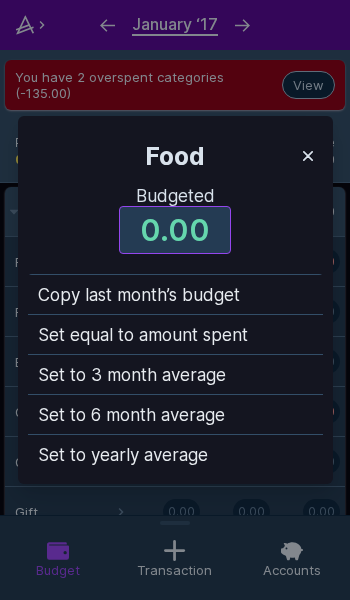 January ‘17
You have 2 overspent categories
(-135.00)
View
Food
Budgeted
0.00
Copy last month’s budget
Set equal to amount spent
Set to 3 month average
Set to 6 month average
Set to yearly average
Gift 0.00 0.00 0.00
Budget Transaction Accounts